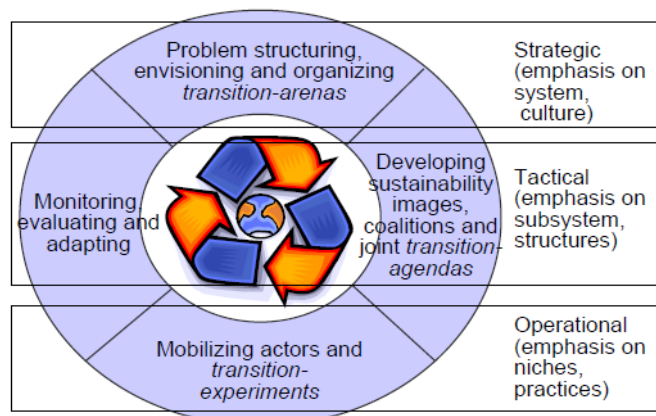 Problem structuring,
envisioning and organizing
transition-arenas
Strategic
(emphasis on
system,
culture)
Monitoring,
evaluating and
adapting
Developing
sustainability
images,
coalitions and
joint transition-
agendas
Tactical
(emphasis on
subsystem,
structures)
Mobilizing actors and
transition-
experiments
Operational
(emphasis on
niches,
practices)